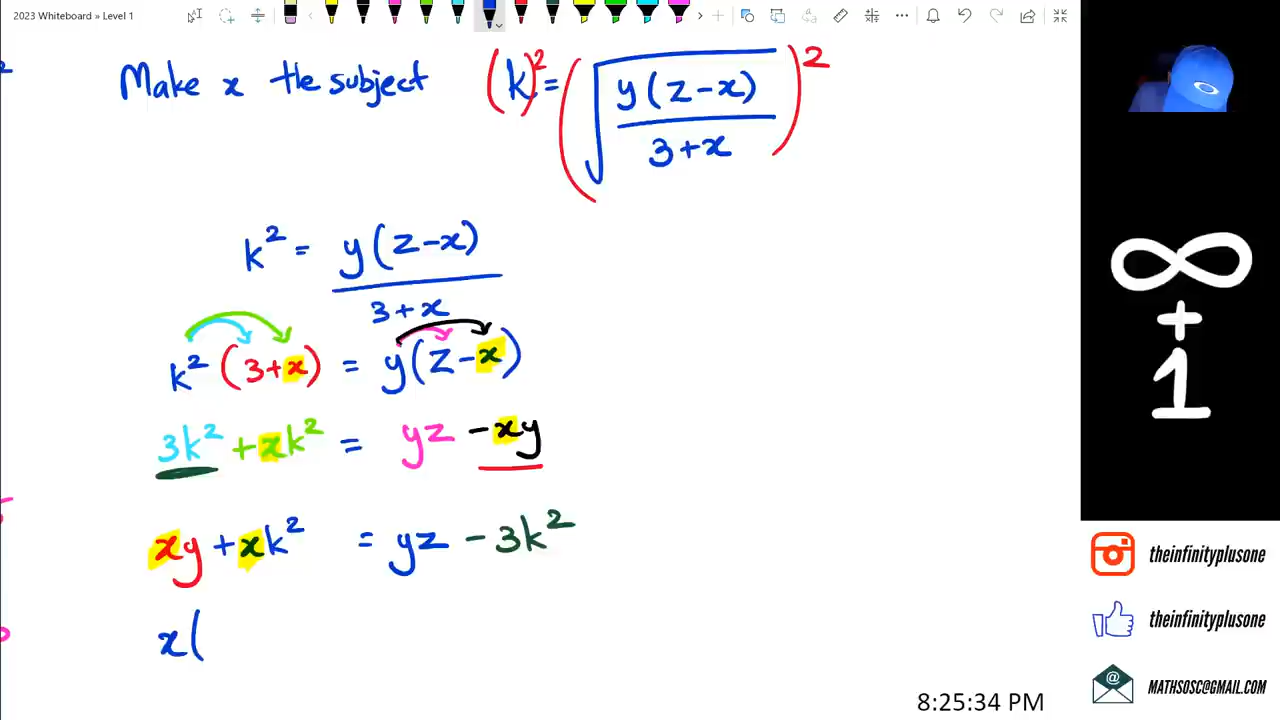 2023 Whiteboard » Level 1
Make x the subject (k)² = (√(y(z-x)/(3+x)))²
k² = y(z-x)/(3+x)
k²(3+x) = y(z-x)
3k² + xk² = yz - xy
xy + xk² = yz - 3k²
x(
∞
+
1
theinfinityplusone
theinfinityplusone
@
MATHSOSC@GMAIL.COM
8:25:34 PM